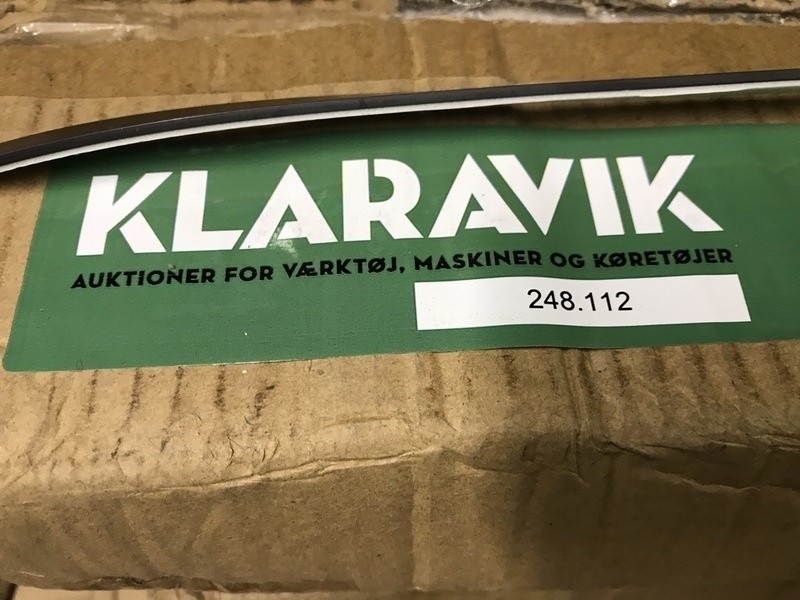 KLARAVIK
AUKTIONER FOR VÆRKTØJ, MASKINER OG KØRETØJER
248.112